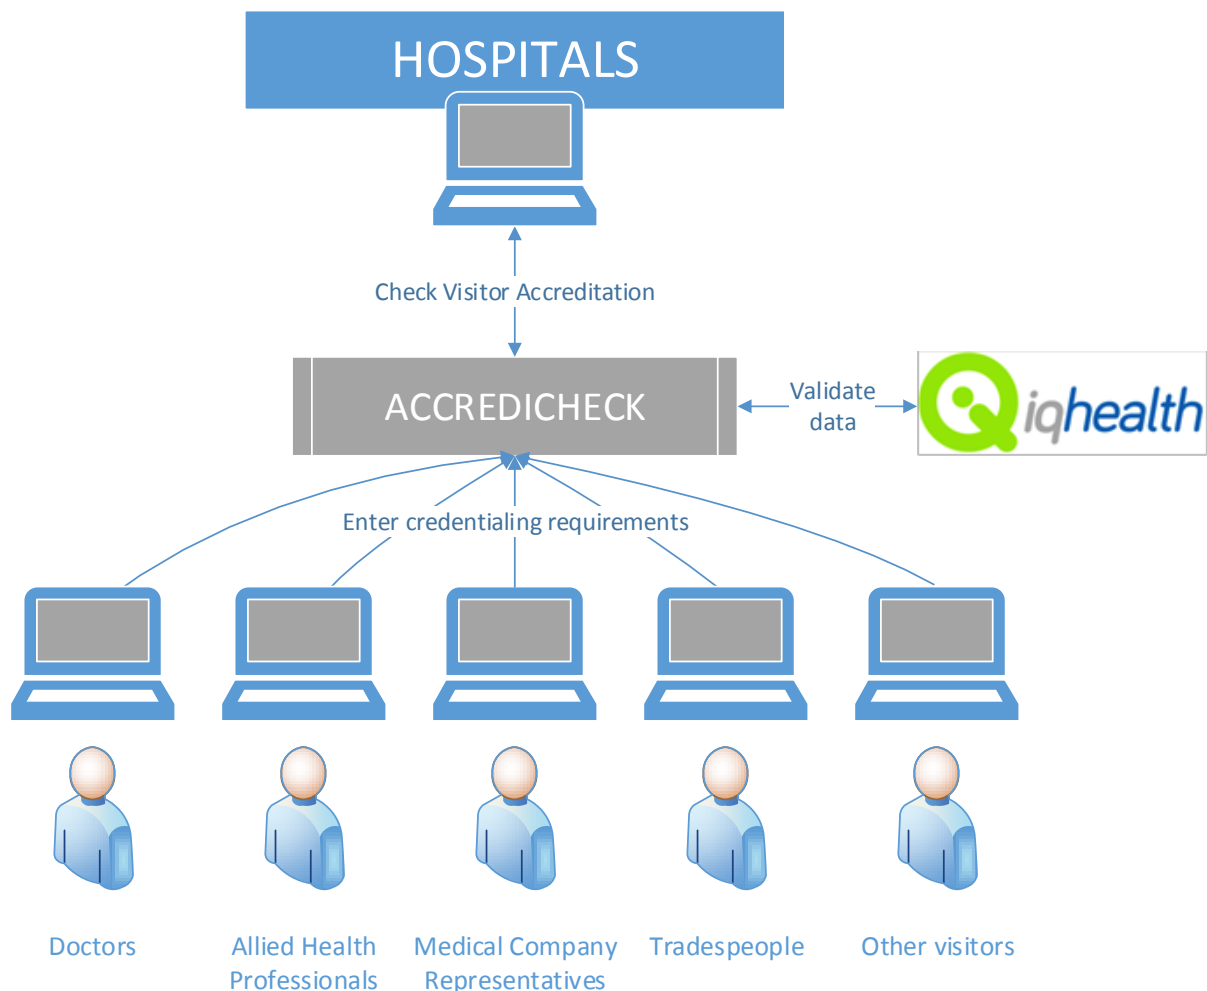 HOSPITALS
Check Visitor Accreditation
ACCREDICHECK
Validate
data
iqhealth
Enter credentialing requirements
Doctors
Allied Health
Professionals
Medical Company
Representatives
Tradespeople
Other visitors